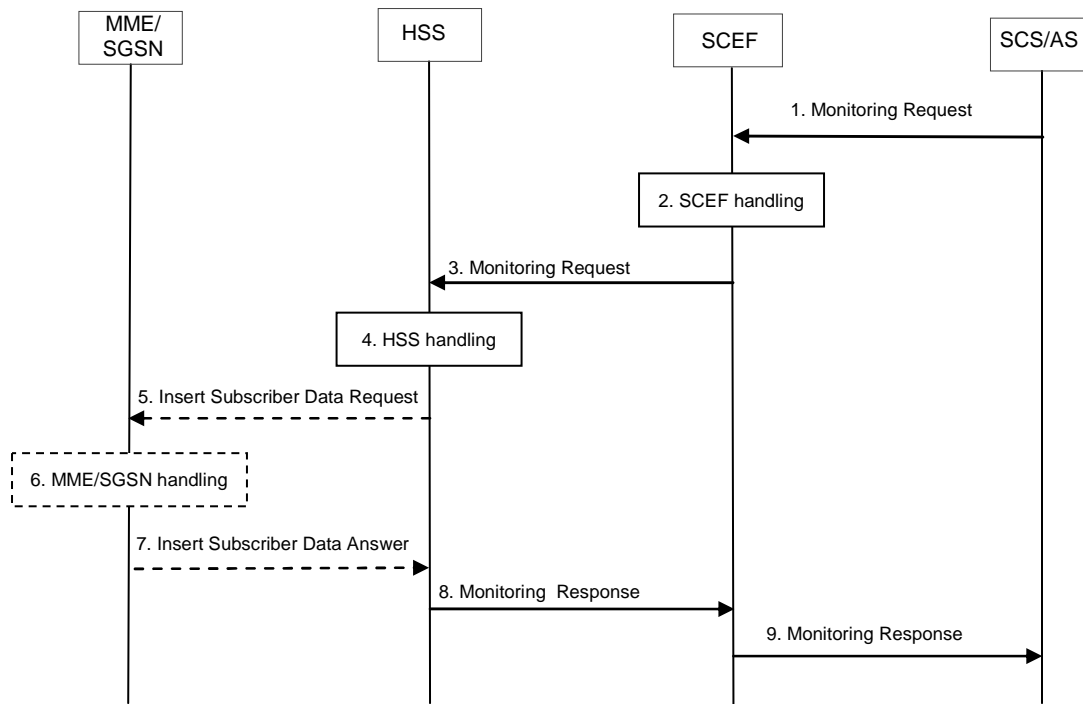 MME/
SGSN
HSS
SCEF
SCS/AS
1. Monitoring Request
2. SCEF handling
3. Monitoring Request
4. HSS handling
5. Insert Subscriber Data Request
6. MME/SGSN handling
7. Insert Subscriber Data Answer
8. Monitoring Response
9. Monitoring Response